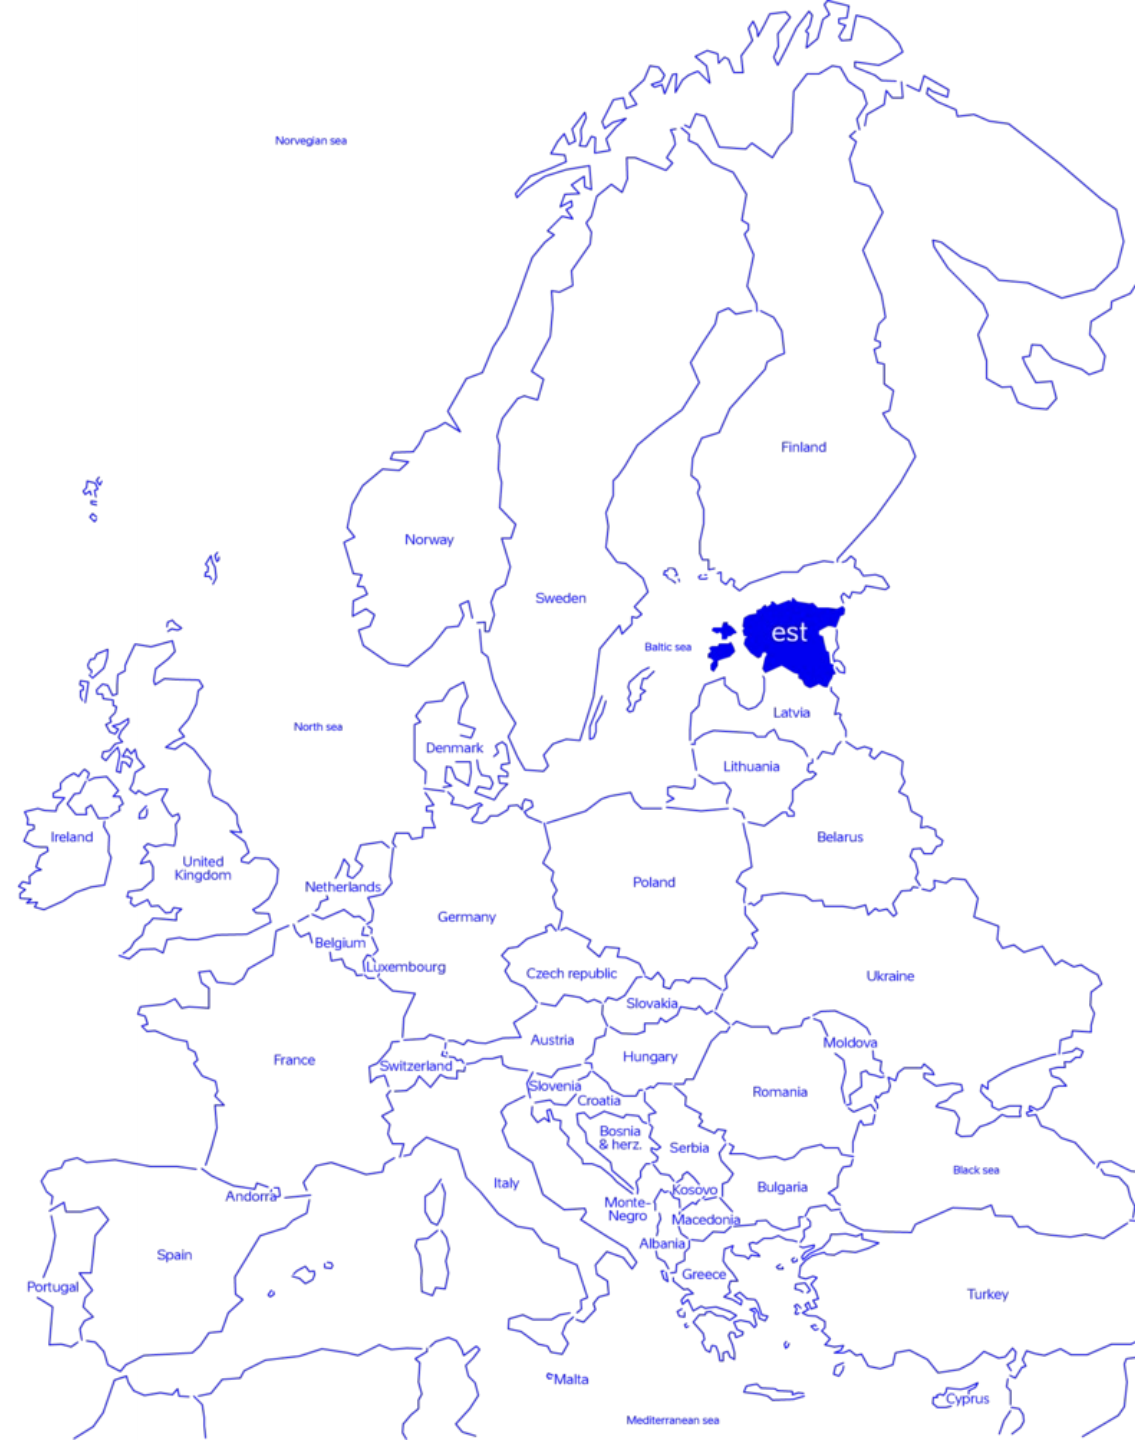 Norvegian sea
Finland
Norway
Sweden
est
Baltic sea
Latvia
North sea
Denmark
Lithuania
Ireland
Belarus
United
Kingdom
Netherlands
Poland
Germany
Belgium
Luxembourg
Czech republic
Ukraine
Slovakia
Austria
Moldova
France
Switzerland
Hungary
Slovenia
Croatia
Romania
Bosnia
& herz.
Serbia
Black sea
Andorra
Italy
Kosovo
Bulgaria
Monte-
Negro
Macedonia
Albania
Spain
Greece
Portugal
Turkey
Malta
Cyprus
Mediterranean sea